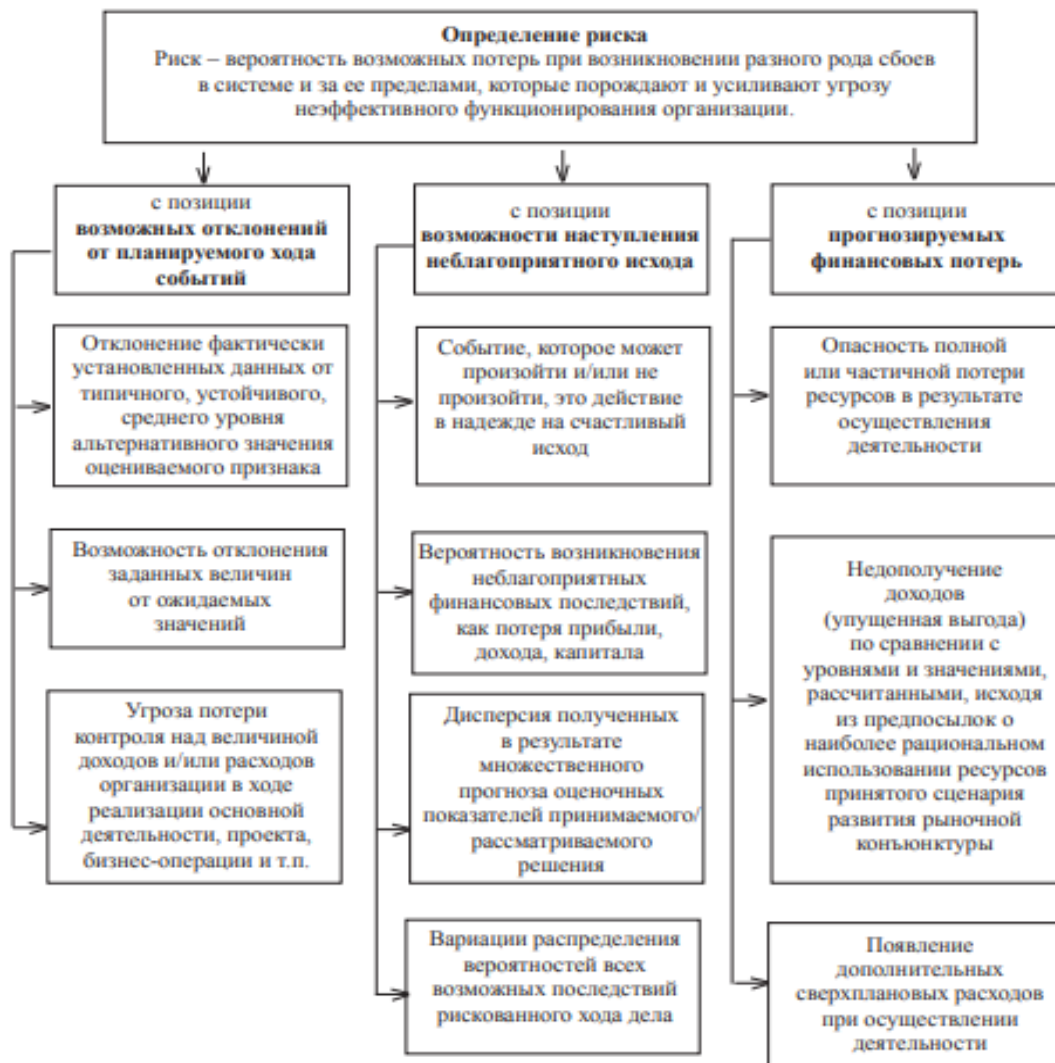 Определение риска
Риск – вероятность возможных потерь при возникновении разного рода сбоев
в системе и за ее пределами, которые порождают и усиливают угрозу
неэффективного функционирования организации.
с позиции
возможных отклонений
от планируемого хода
событий
Отклонение фактически
установленных данных от
типичного, устойчивого,
среднего уровня
альтернативного значения
оцениваемого признака
Возможность отклонения
заданных величин
от ожидаемых
значений
Угроза потери
контроля над величиной
доходов и/или расходов
организации в ходе
реализации основной
деятельности, проекта,
бизнес-операции и т.п.
с позиции
возможности наступления
неблагоприятного исхода
Событие, которое может
произойти и/или не
произойти, это действие
в надежде на счастливый
исход
Вероятность возникновения
неблагоприятных
финансовых последствий,
как потеря прибыли,
дохода, капитала
Дисперсия полученных
в результате
множественного
прогноза оценочных
показателей принимаемого/
рассматриваемого
решения
Вариации распределения
вероятностей всех
возможных последствий
рискованного хода дела
с позиции
прогнозируемых
финансовых потерь
Опасность полной
или частичной потери
ресурсов в результате
осуществления
деятельности
Недополучение
доходов
(упущенная выгода)
по сравнении с
уровнями и значениями,
рассчитанными, исходя
из предпосылок о
наиболее рациональном
использовании ресурсов
принятого сценария
развития рыночной
конъюнктуры
Появление
дополнительных
сверхплановых расходов
при осуществлении
деятельности